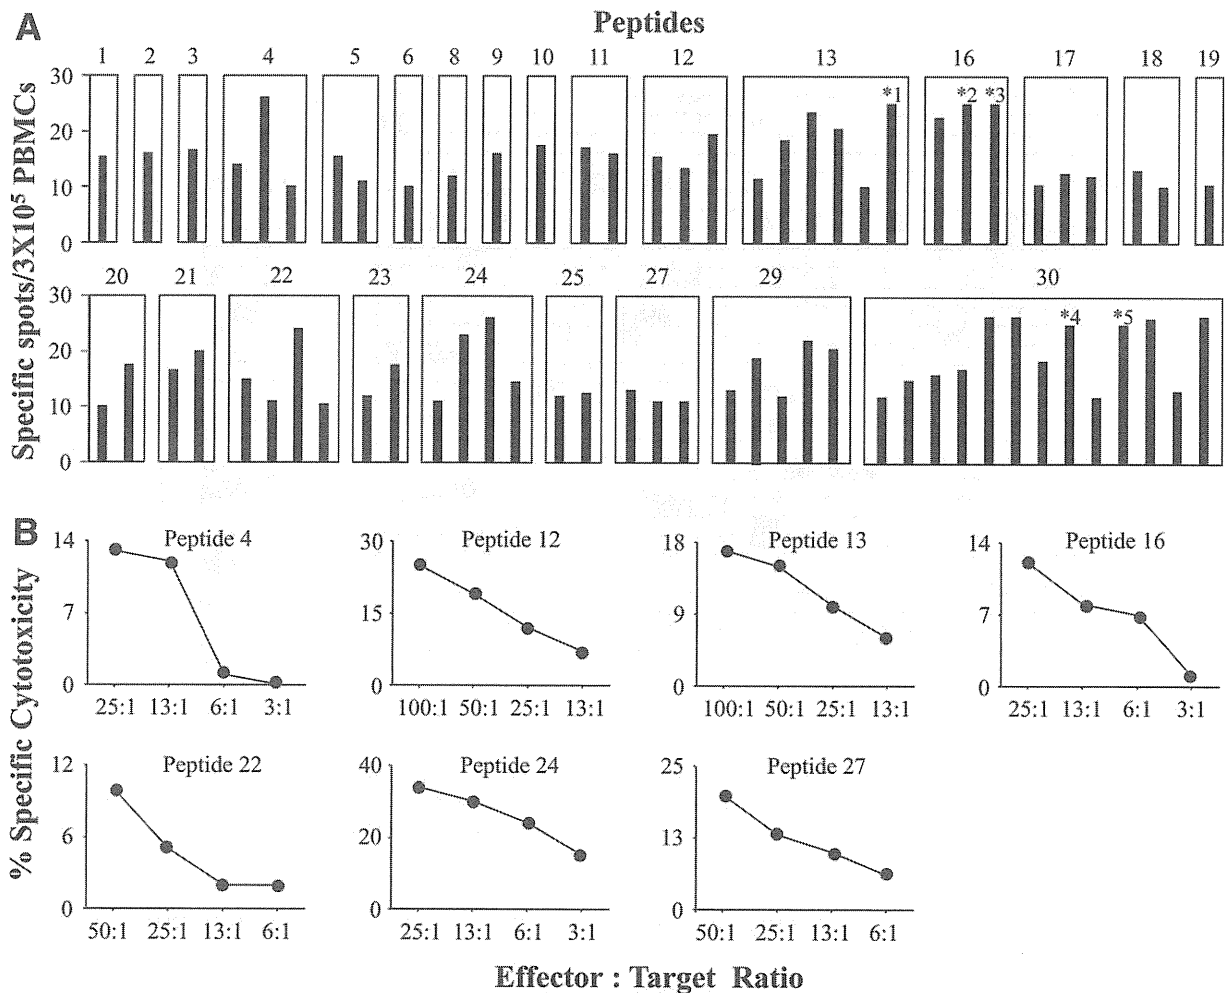 A
Peptides
1 2 3 4 5 6 8 9 10 11 12 13 16 17 18 19
30
20
10
0
*1 *2 *3
Specific spots/3X10⁵ PBMCs
20 21 22 23 24 25 27 29 30
30
20
10
0
*4 *5
B
% Specific Cytotoxicity
Peptide 4
14
7
0
25:1 13:1 6:1 3:1
Peptide 12
30
15
0
100:1 50:1 25:1 13:1
Peptide 13
18
9
0
100:1 50:1 25:1 13:1
Peptide 16
14
7
0
25:1 13:1 6:1 3:1
Peptide 22
12
6
0
50:1 25:1 13:1 6:1
Peptide 24
40
20
0
25:1 13:1 6:1 3:1
Peptide 27
25
13
0
50:1 25:1 13:1 6:1
Effector : Target Ratio